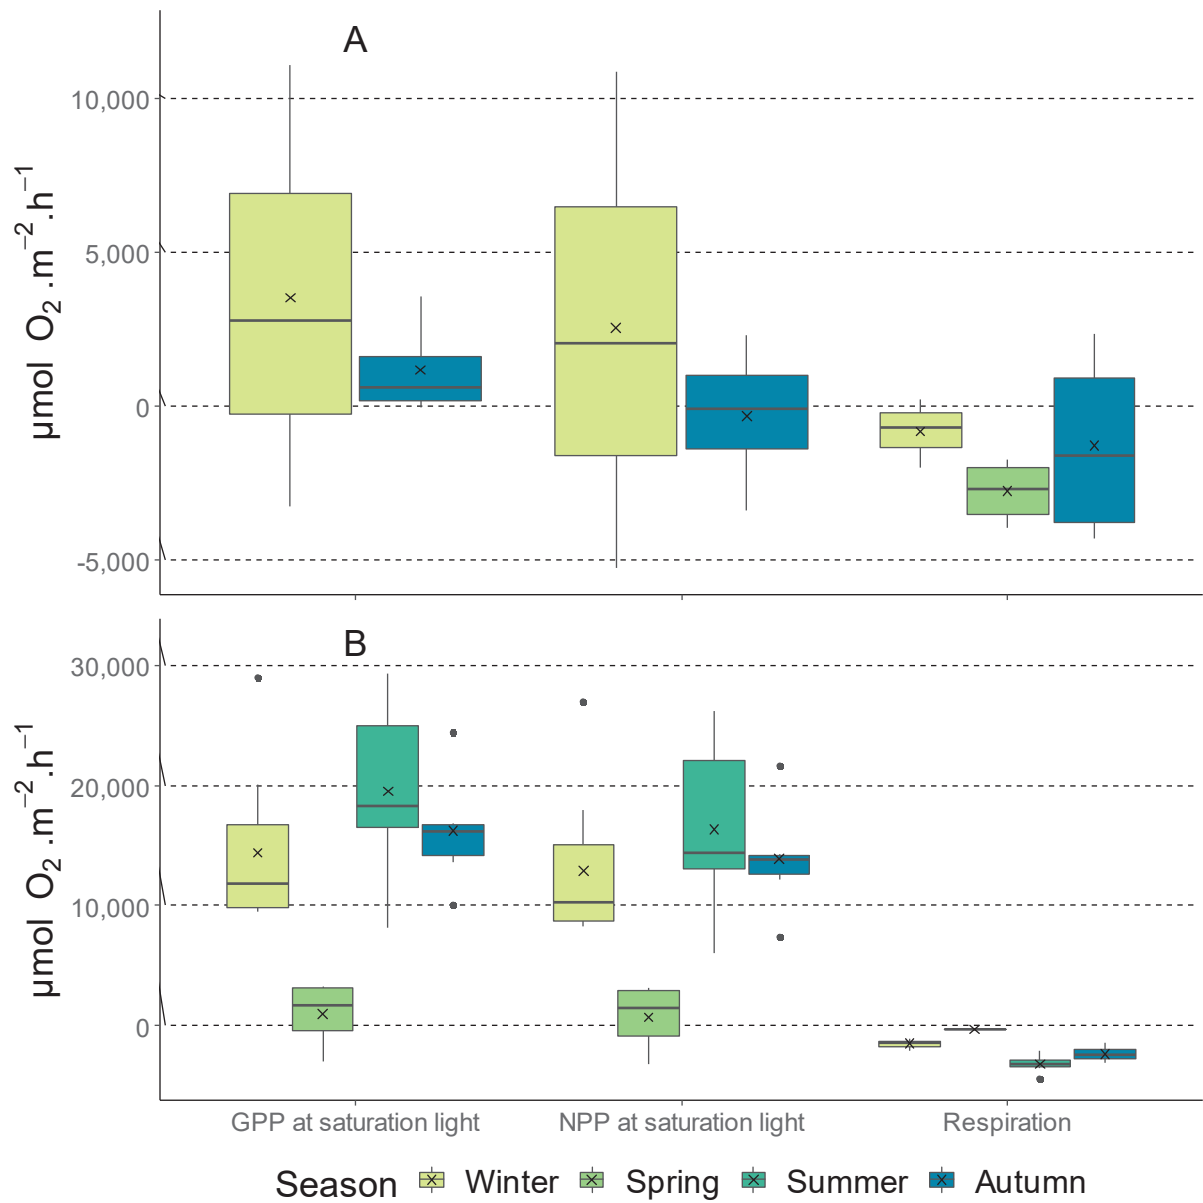 A
10,000
5,000
0
-5,000
µmol O₂ .m⁻² .h⁻¹
B
30,000
20,000
10,000
0
µmol O₂ .m⁻² .h⁻¹
GPP at saturation light NPP at saturation light Respiration
Season Winter Spring Summer Autumn